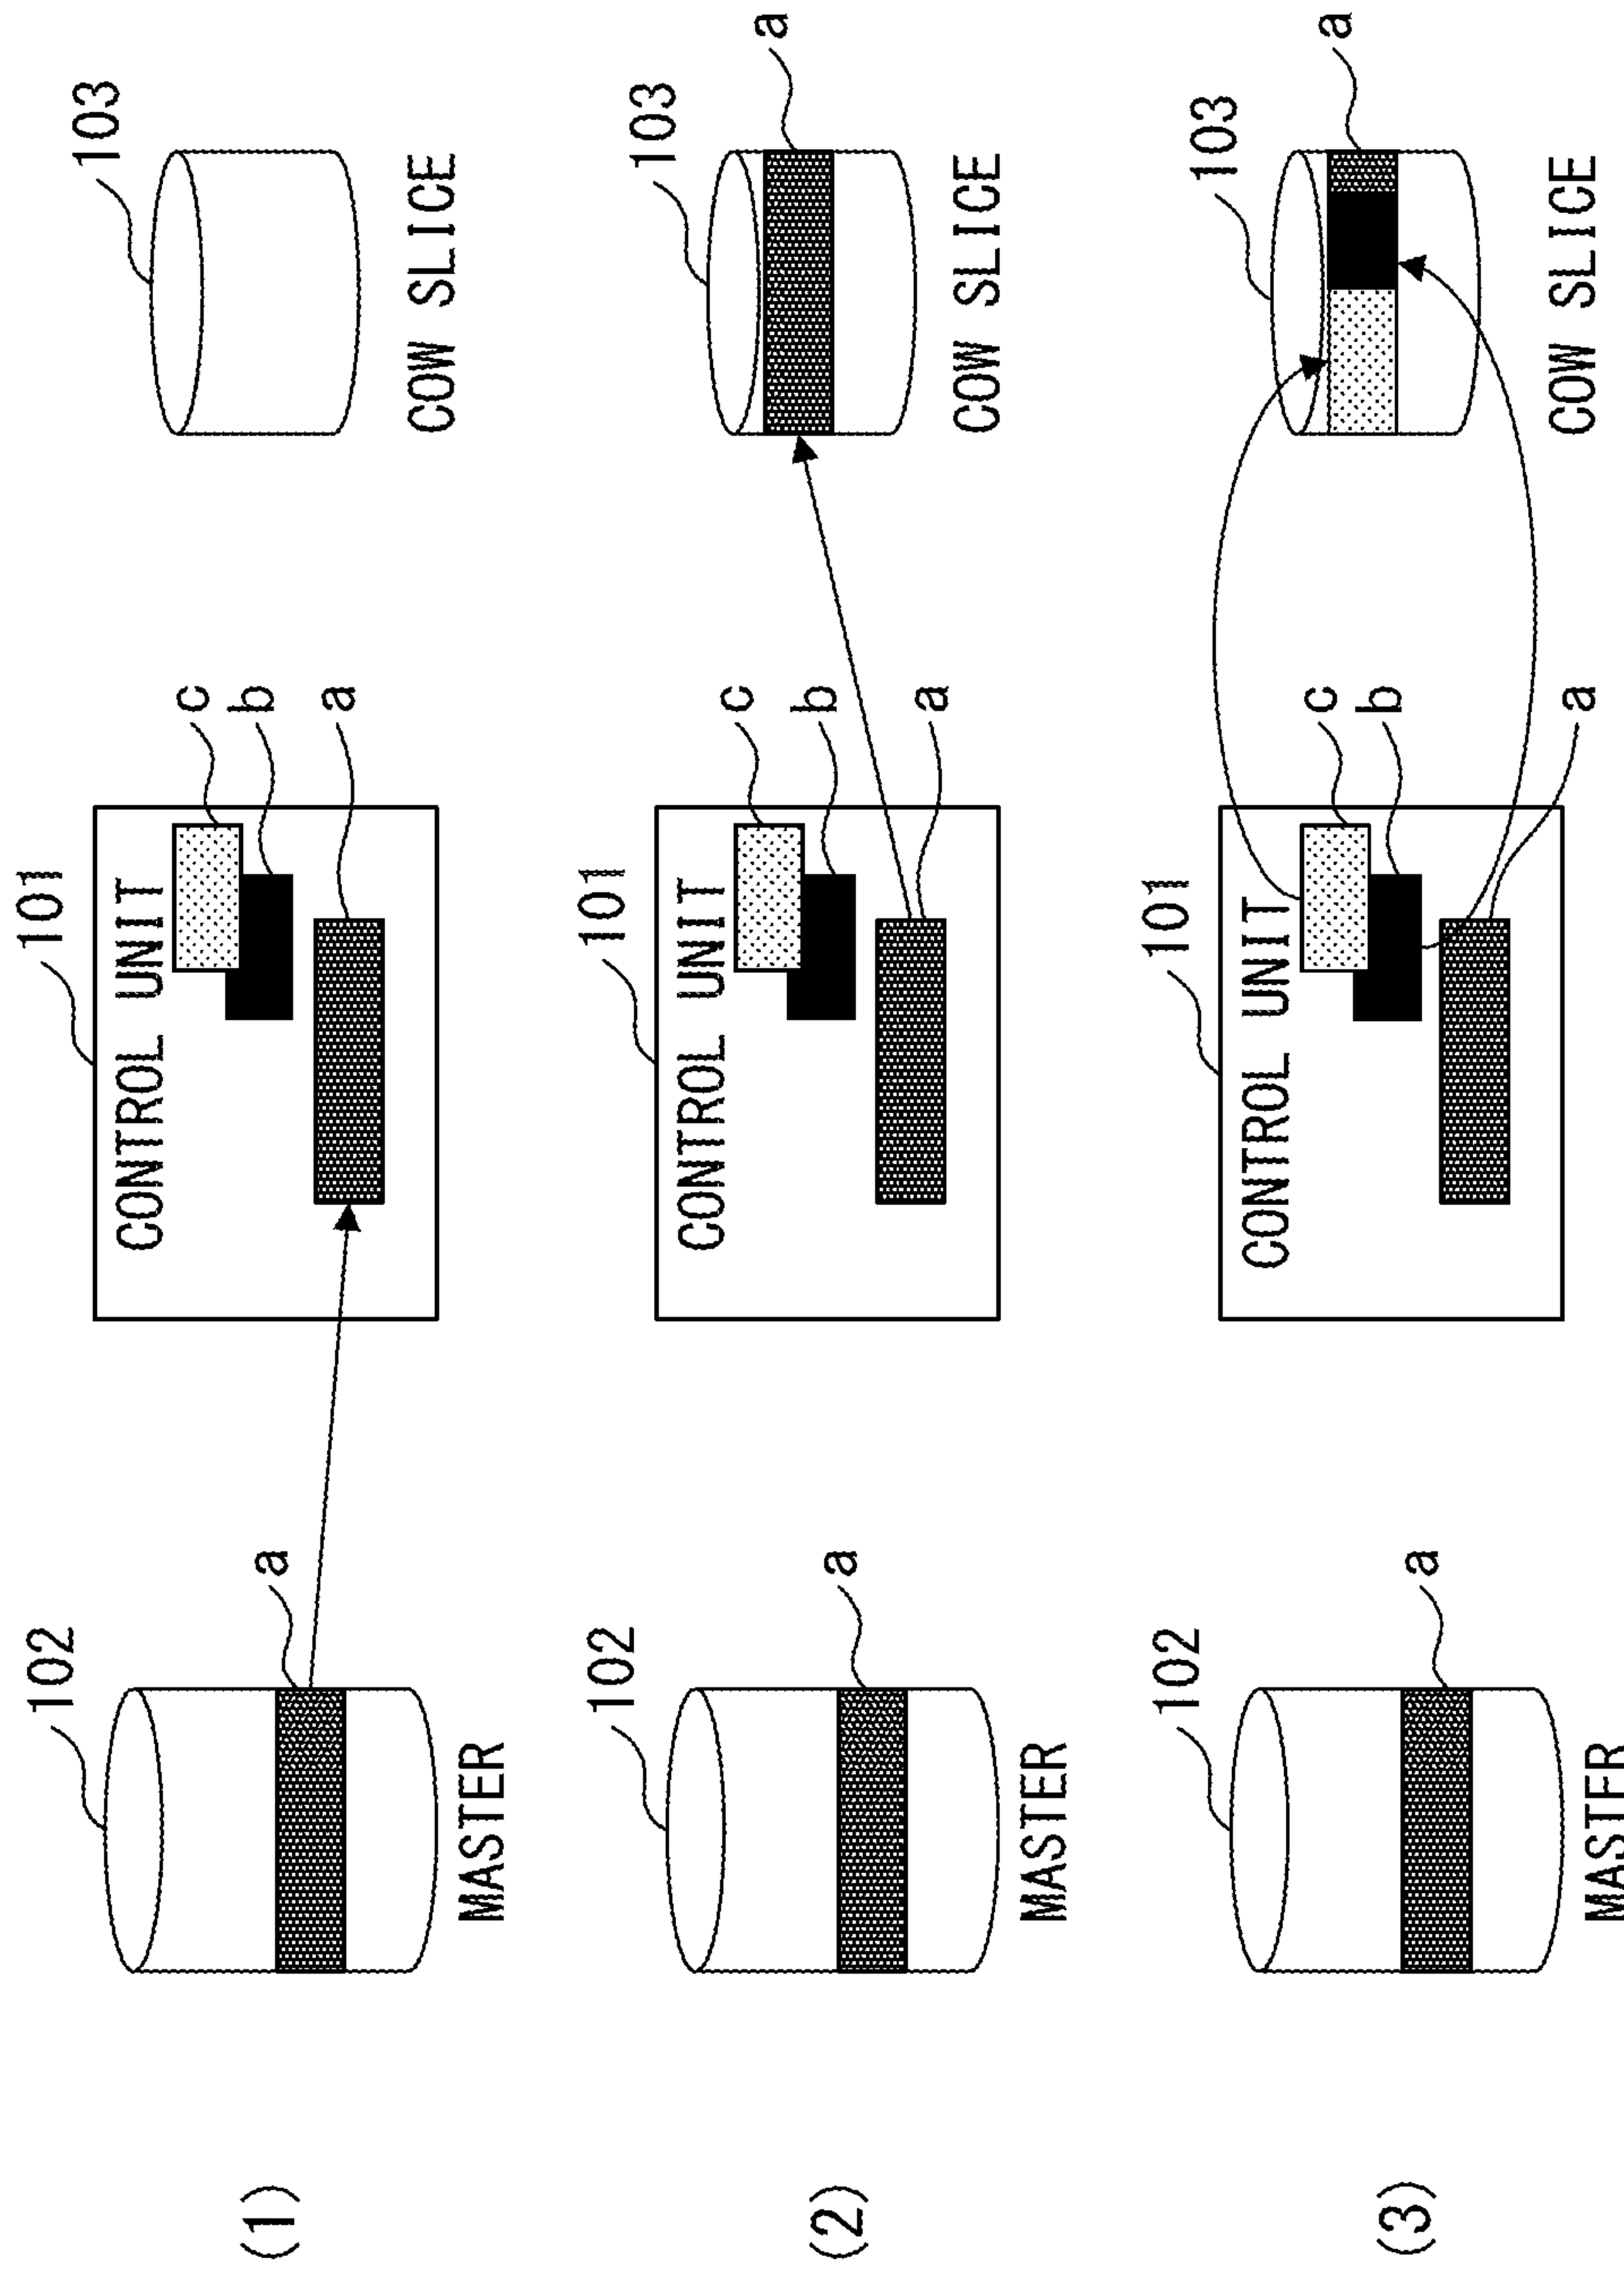 (1)
102
a
MASTER
101
CONTROL UNIT
c
b
a
103
COW SLICE
(2)
102
a
MASTER
101
CONTROL UNIT
c
b
a
103
a
COW SLICE
(3)
102
a
MASTER
101
CONTROL UNIT
c
b
a
103
a
COW SLICE